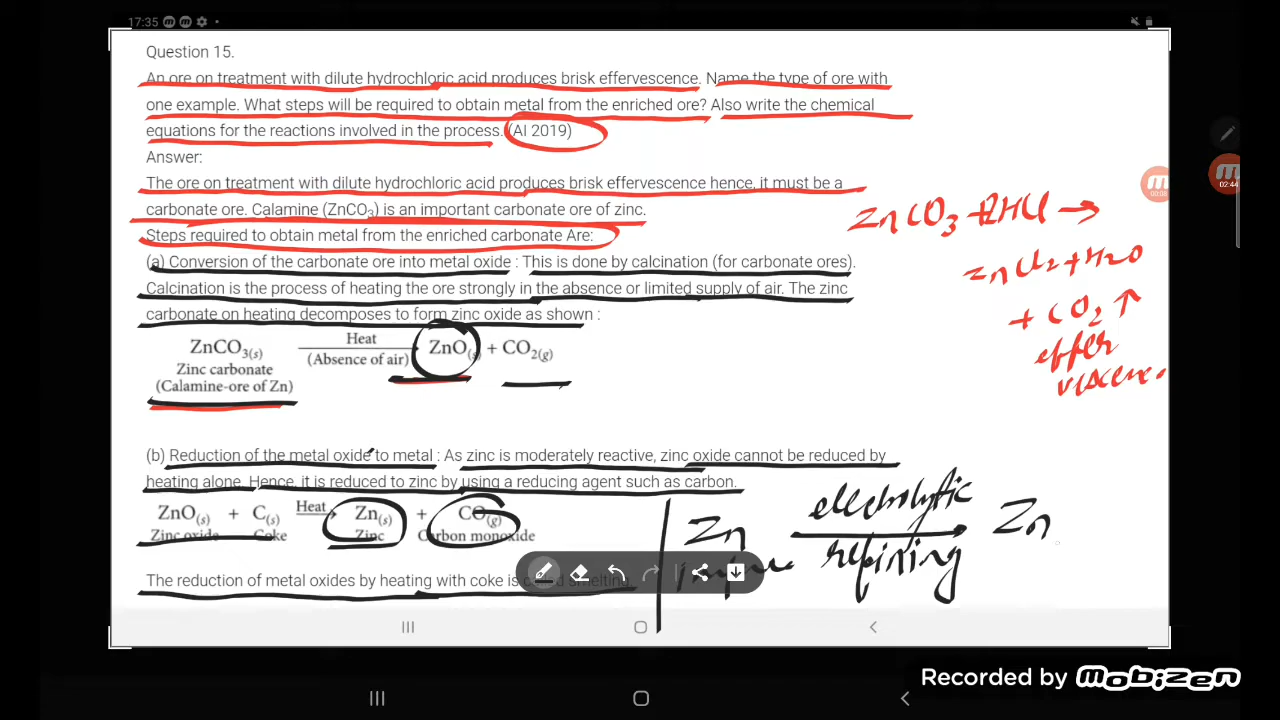 17:35
Question 15.
An ore on treatment with dilute hydrochloric acid produces brisk effervescence. Name the type of ore with
one example. What steps will be required to obtain metal from the enriched ore? Also write the chemical
equations for the reactions involved in the process. (AI 2019)
Answer:
The ore on treatment with dilute hydrochloric acid produces brisk effervescence hence, it must be a
carbonate ore. Calamine (ZnCO3) is an important carbonate ore of zinc.
Steps required to obtain metal from the enriched carbonate Are:
(a) Conversion of the carbonate ore into metal oxide : This is done by calcination (for carbonate ores).
Calcination is the process of heating the ore strongly in the absence or limited supply of air. The zinc
carbonate on heating decomposes to form zinc oxide as shown :
ZnCO3(s) Heat (Absence of air) ZnO(s) + CO2(g)
Zinc carbonate
(Calamine-ore of Zn)
(b) Reduction of the metal oxide to metal : As zinc is moderately reactive, zinc oxide cannot be reduced by
heating alone. Hence, it is reduced to zinc by using a reducing agent such as carbon.
ZnO(s) + C(s) Heat→ Zn(s) + CO(g)
Zinc oxide Coke Zinc Carbon monoxide
The reduction of metal oxides by heating with coke is called smelting.
ZnCO3 + 2HCl →
ZnCl2 + H2O
+ CO2 ↑
effer
vescence
Zn electrolytic refining Zn
02:44
Recorded by Mobizen